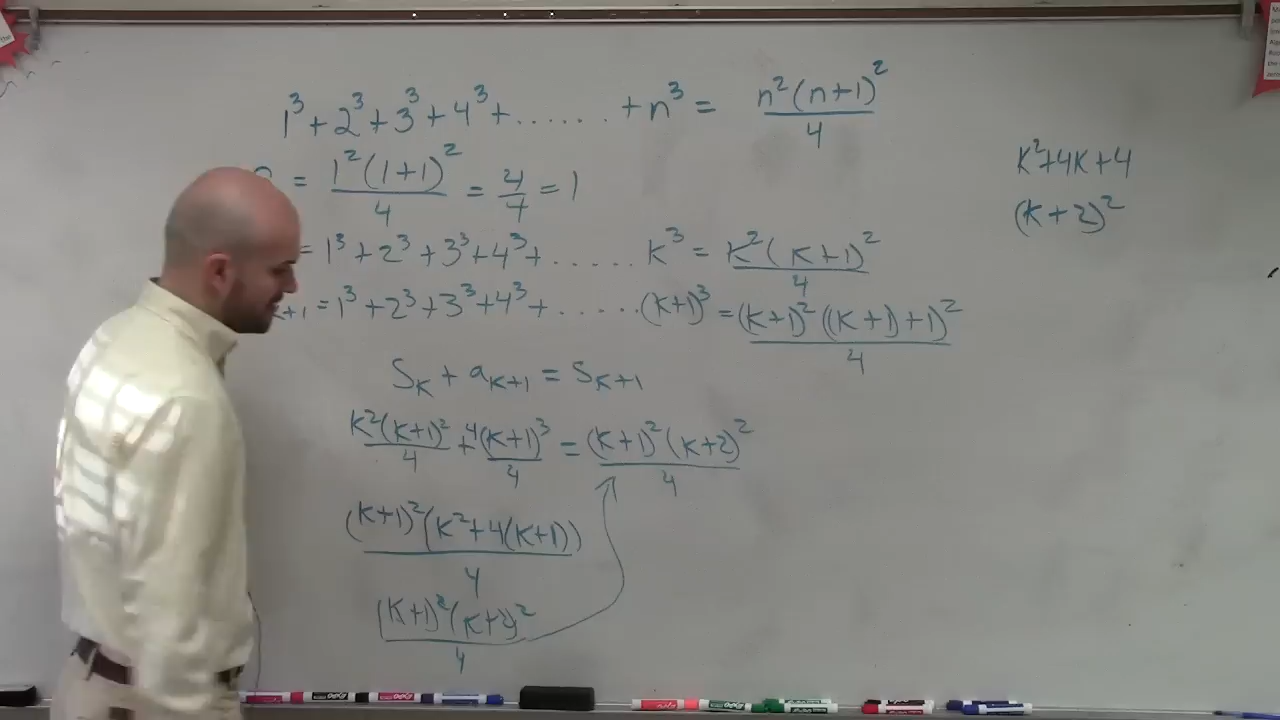 1³ + 2³ + 3³ + 4³ + ...... + n³ = n²(n+1)²/4
= 1²(1+1)²/4 = 4/4 = 1
= 1³ + 2³ + 3³ + 4³ + ...... k³ = k²(k+1)²/4
k+1 = 1³ + 2³ + 3³ + 4³ + ...... (k+1)³ = (k+1)²((k+1)+1)²/4
S_k + a_{k+1} = S_{k+1}
k²(k+1)²/4 + 4(k+1)³/4 = (k+1)²(k+2)²/4
(k+1)²(k²+4(k+1))/4
(k+1)²(k+2)²/4
k²+4k+4
(k+2)²